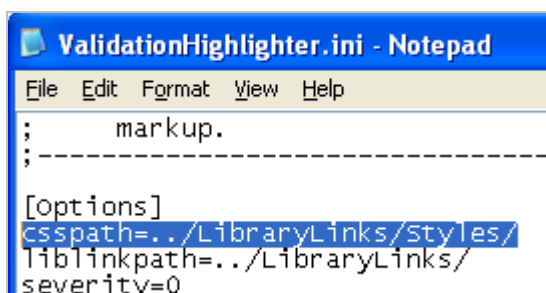 ValidationHighlighter.ini - Notepad
File Edit Format View Help
; markup.
;--------------------------------
[Options]
csspath=../LibraryLinks/Styles/
liblinkpath=../LibraryLinks/
severity=0